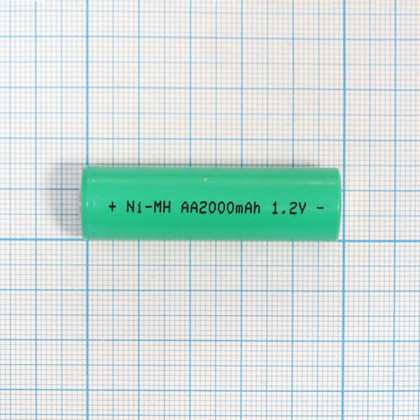 + Ni-MH AA2000mAh 1.2V -